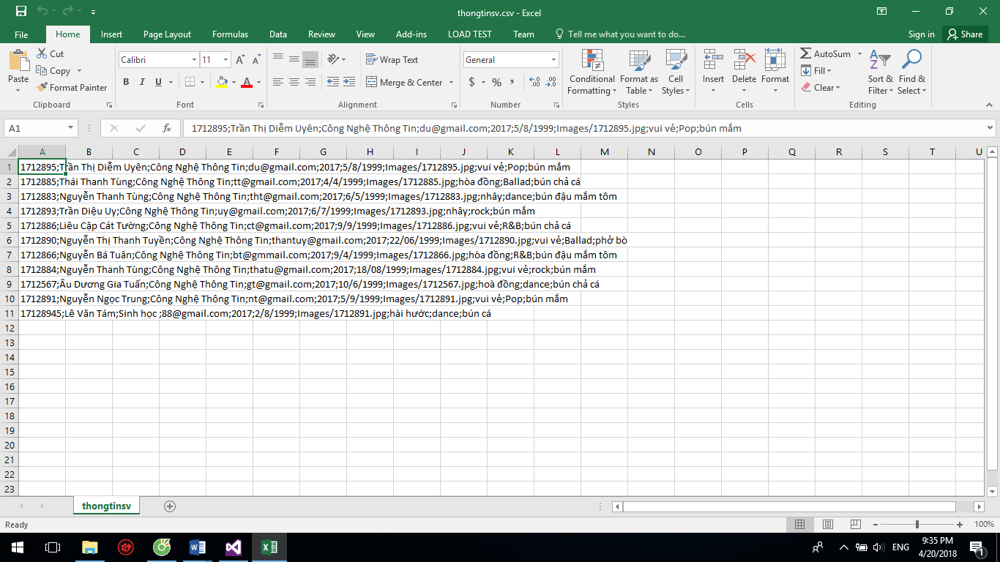 thongtinsv.csv - Excel
File Home Insert Page Layout Formulas Data Review View Add-ins LOAD TEST Team Tell me what you want to do... Sign in Share
Paste Cut Copy Format Painter
Calibri 11
B I U A
Wrap Text
Merge & Center
General
$ % ,
Conditional Formatting Format as Table Cell Styles
Insert Delete Format
AutoSum Fill Clear
Sort & Filter Find & Select
Clipboard Font Alignment Number Styles Cells Editing
A1 fx 1712895;Trần Thị Diễm Uyên;Công Nghệ Thông Tin;du@gmail.com;2017;5/8/1999;Images/1712895.jpg;vui vẻ;Pop;bún mắm
A B C D E F G H I J K L M N O P Q R S T U
1 1712895;Trần Thị Diễm Uyên;Công Nghệ Thông Tin;du@gmail.com;2017;5/8/1999;Images/1712895.jpg;vui vẻ;Pop;bún mắm
2 1712885;Thái Thanh Tùng;Công Nghệ Thông Tin;tt@gmail.com;2017;4/4/1999;Images/1712885.jpg;hòa đồng;Ballad;bún chả cá
3 1712883;Nguyễn Thanh Tùng;Công Nghệ Thông Tin;tht@gmail.com;2017;6/5/1999;Images/1712883.jpg;nhây;dance;bún đậu mắm tôm
4 1712893;Trần Diệu Uy;Công Nghệ Thông Tin;uy@gmail.com;2017;6/7/1999;Images/1712893.jpg;nhây;rock;bún mắm
5 1712886;Liêu Cập Cát Tường;Công Nghệ Thông Tin;ct@gmail.com;2017;9/9/1999;Images/1712886.jpg;vui vẻ;R&B;bún chả cá
6 1712890;Nguyễn Thị Thanh Tuyền;Công Nghệ Thông Tin;thantuy@gmail.com;2017;22/06/1999;Images/1712890.jpg;vui vẻ;Ballad;phở bò
7 1712866;Nguyễn Bá Tuân;Công Nghệ Thông Tin;bt@gmmail.com;2017;9/4/1999;Images/1712866.jpg;hòa đồng;R&B;bún đậu mắm tôm
8 1712884;Nguyễn Thanh Tùng;Công Nghệ Thông Tin;thatu@gmail.com;2017;18/08/1999;Images/1712884.jpg;vui vẻ;rock;bún mắm
9 1712567;Âu Dương Gia Tuấn;Công Nghệ Thông Tin;gt@gmail.com;2017;10/6/1999;Images/1712567.jpg;hoà đồng;dance;bún chả cá
10 1712891;Nguyễn Ngọc Trung;Công Nghệ Thông Tin;nt@gmail.com;2017;5/9/1999;Images/1712891.jpg;vui vẻ;Pop;bún mắm
11 17128945;Lê Văn Tám;Sinh học ;88@gmail.com;2017;2/8/1999;Images/1712891.jpg;hài hước;dance;bún cá
12
13
14
15
16
17
18
19
20
21
22
23
thongtinsv
Ready 100%
ENG 9:35 PM
4/20/2018 1